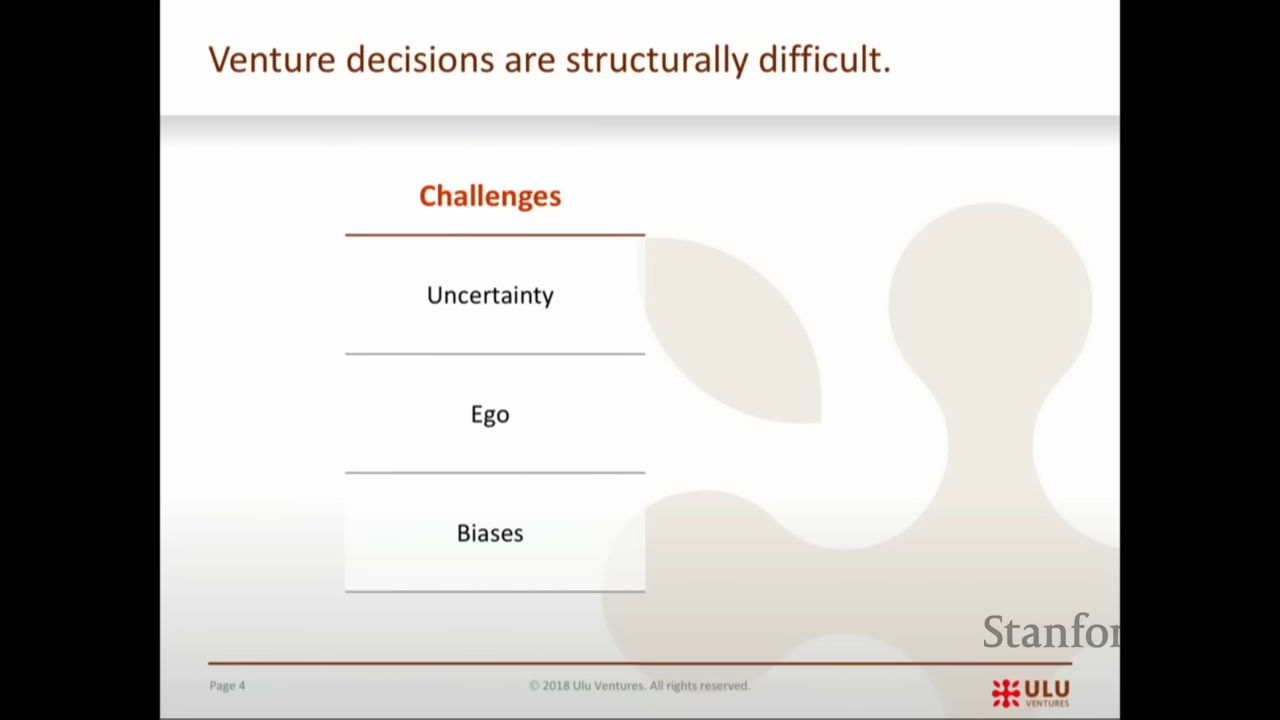 Venture decisions are structurally difficult.
Challenges
Uncertainty
Ego
Biases
Stanfor
Page 4
© 2018 Ulu Ventures. All rights reserved.
ULU
VENTURES